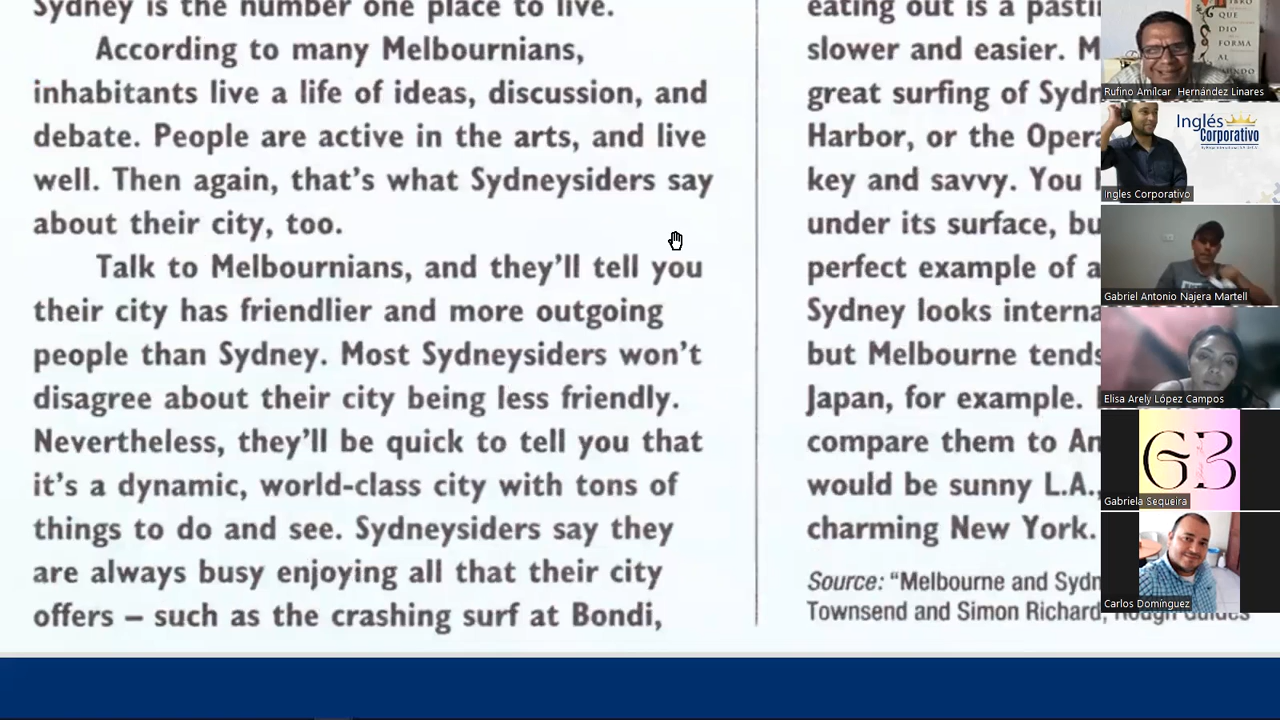 Sydney is the number one place to live.
According to many Melbournians,
inhabitants live a life of ideas, discussion, and
debate. People are active in the arts, and live
well. Then again, that's what Sydneysiders say
about their city, too.
Talk to Melbournians, and they'll tell you
their city has friendlier and more outgoing
people than Sydney. Most Sydneysiders won't
disagree about their city being less friendly.
Nevertheless, they'll be quick to tell you that
it's a dynamic, world-class city with tons of
things to do and see. Sydneysiders say they
are always busy enjoying all that their city
offers – such as the crashing surf at Bondi,
eating out is a
slower and easier.
great surfing of
Harbor, or the
key and savvy. You
under its surface,
perfect example of
Sydney looks
but Melbourne tends
Japan, for example.
compare them to
would be sunny L.A.,
charming New York.
Source: "Melbourne and
Townsend and Simon Richard, Rough Guides"
QUE
DIO
FORMA
AL
Rufino Amílcar Hernández Linares
Inglés
Corporativo
Ingles Corporativo
Gabriel Antonio Najera Martell
Elisa Arely López Campos
GB
Gabriela Sequeira
Carlos Domínguez